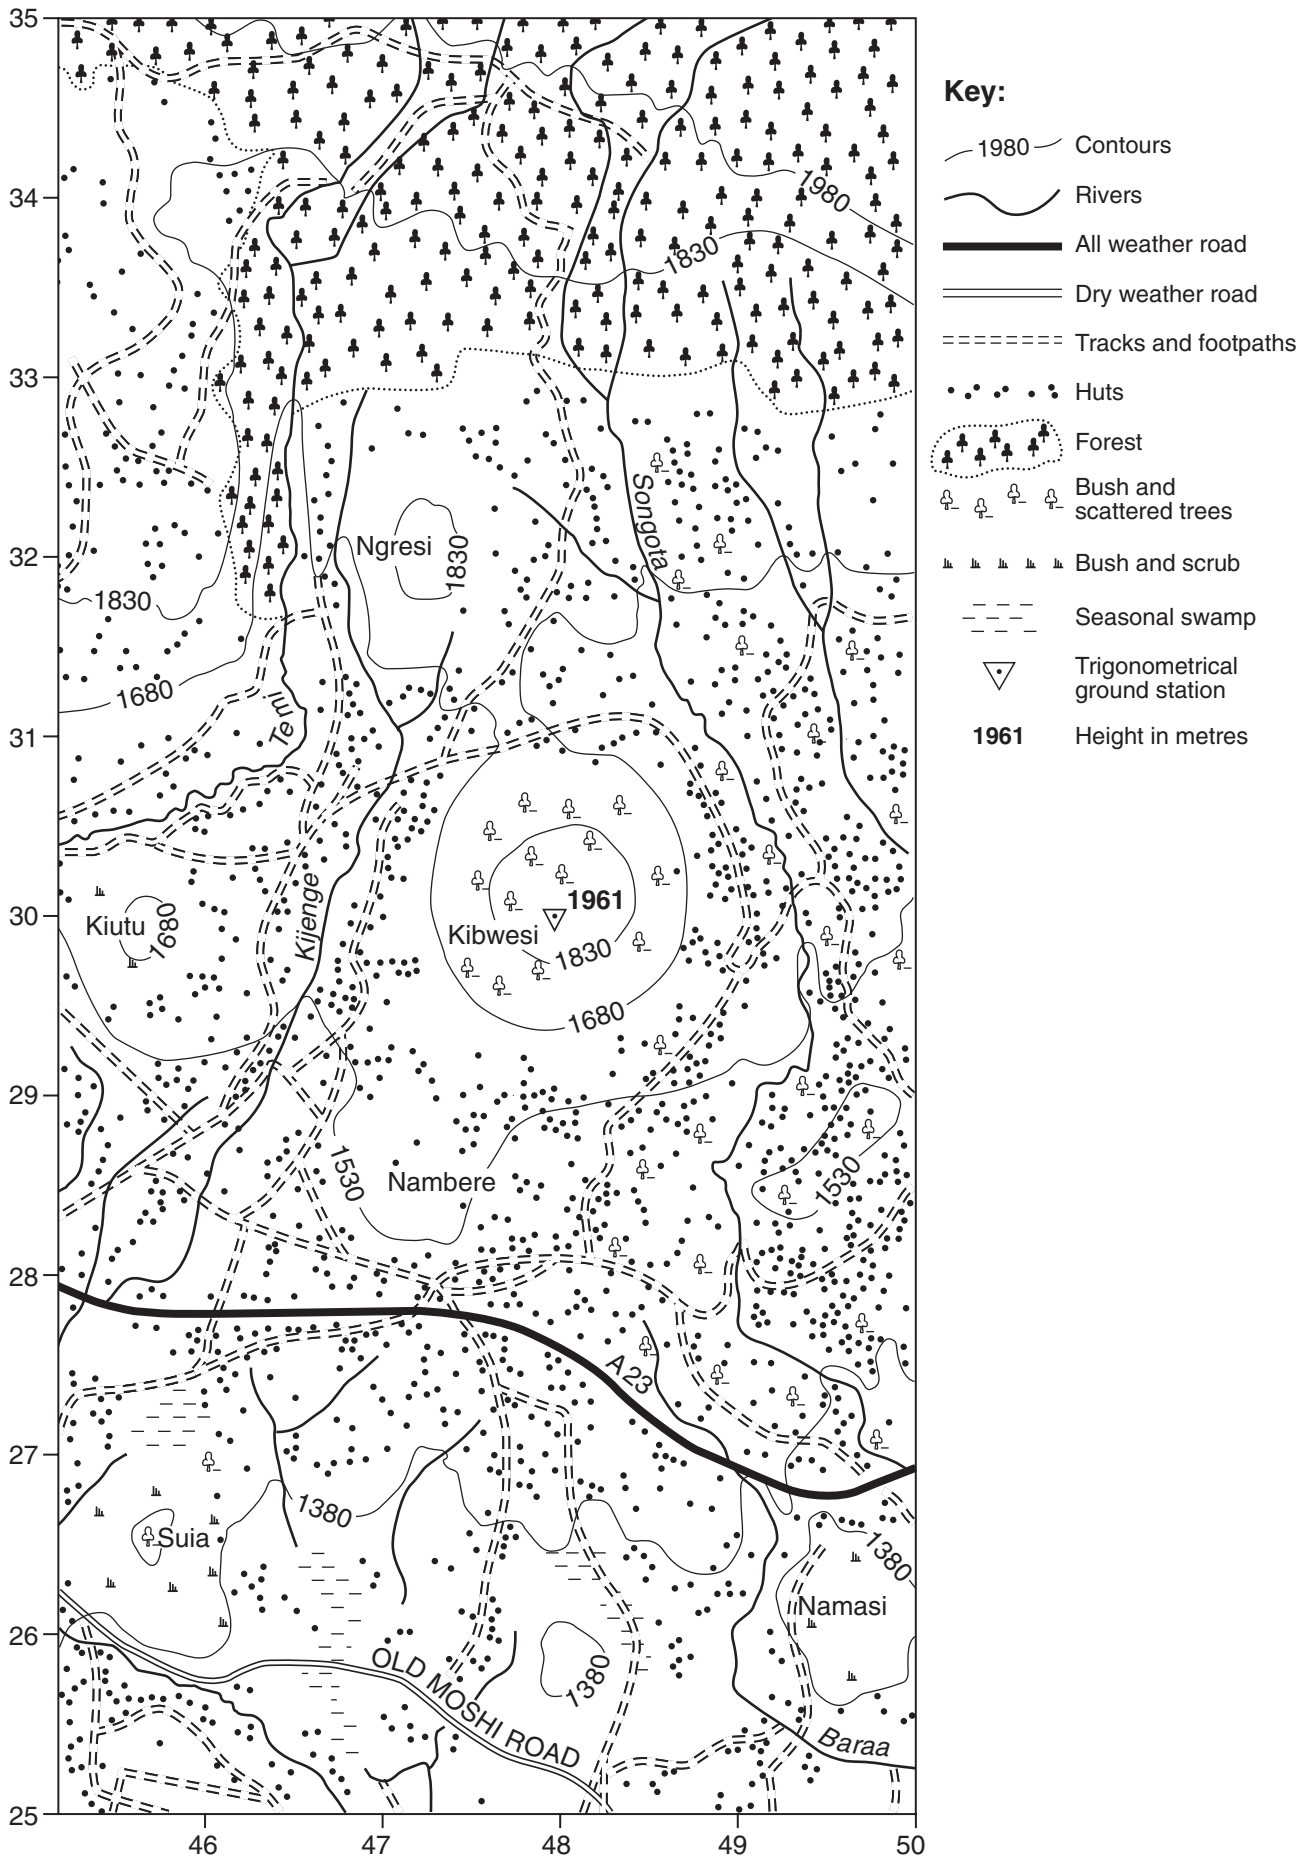 35
34
33
32
31
30
29
28
27
26
25
46
47
48
49
50
1980
1830
Songota
Ngresi
1830
1830
1680
Temi
Kijenge
Kiutu
1680
1961
Kibwesi
1830
1680
1530
Nambere
1530
A23
1380
Suia
1380
Namasi
OLD MOSHI ROAD
1380
Baraa
Key:
1980
Contours
Rivers
All weather road
Dry weather road
Tracks and footpaths
Huts
Forest
Bush and
scattered trees
Bush and scrub
Seasonal swamp
Trigonometrical
ground station
1961
Height in metres